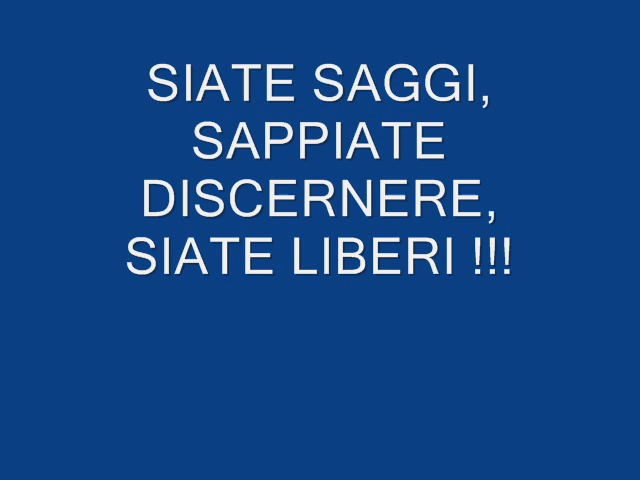 SIATE SAGGI,
SAPPIATE
DISCERNERE,
SIATE LIBERI !!!